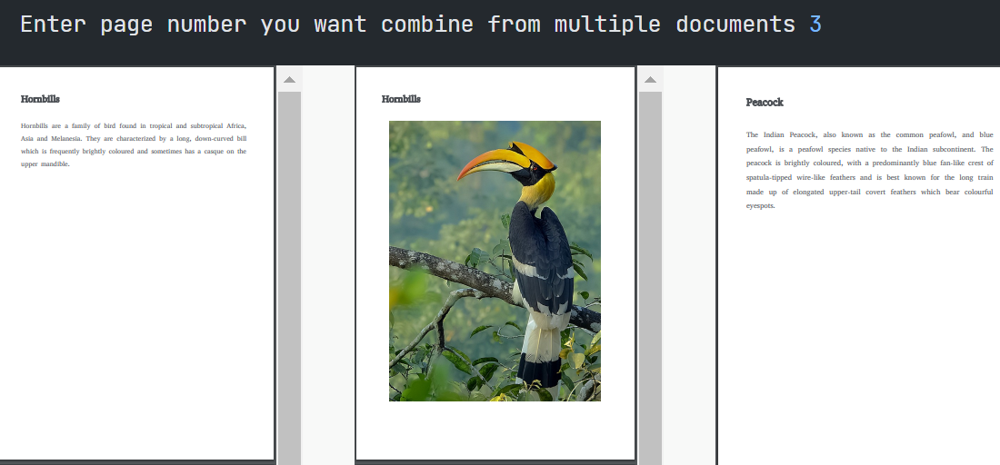 Enter page number you want combine from multiple documents 3
Hornbills
Hornbills are a family of bird found in tropical and subtropical Africa,
Asia and Melanesia. They are characterized by a long, down-curved bill
which is frequently brightly coloured and sometimes has a casque on the
upper mandible.
Hornbills
Peacock
The Indian Peacock, also known as the common peafowl, and blue
peafowl, is a peafowl species native to the Indian subcontinent. The
peacock is brightly coloured, with a predominantly blue fan-like crest of
spatula-tipped wire-like feathers and is best known for the long train
made up of elongated upper-tail covert feathers which bear colourful
eyespots.